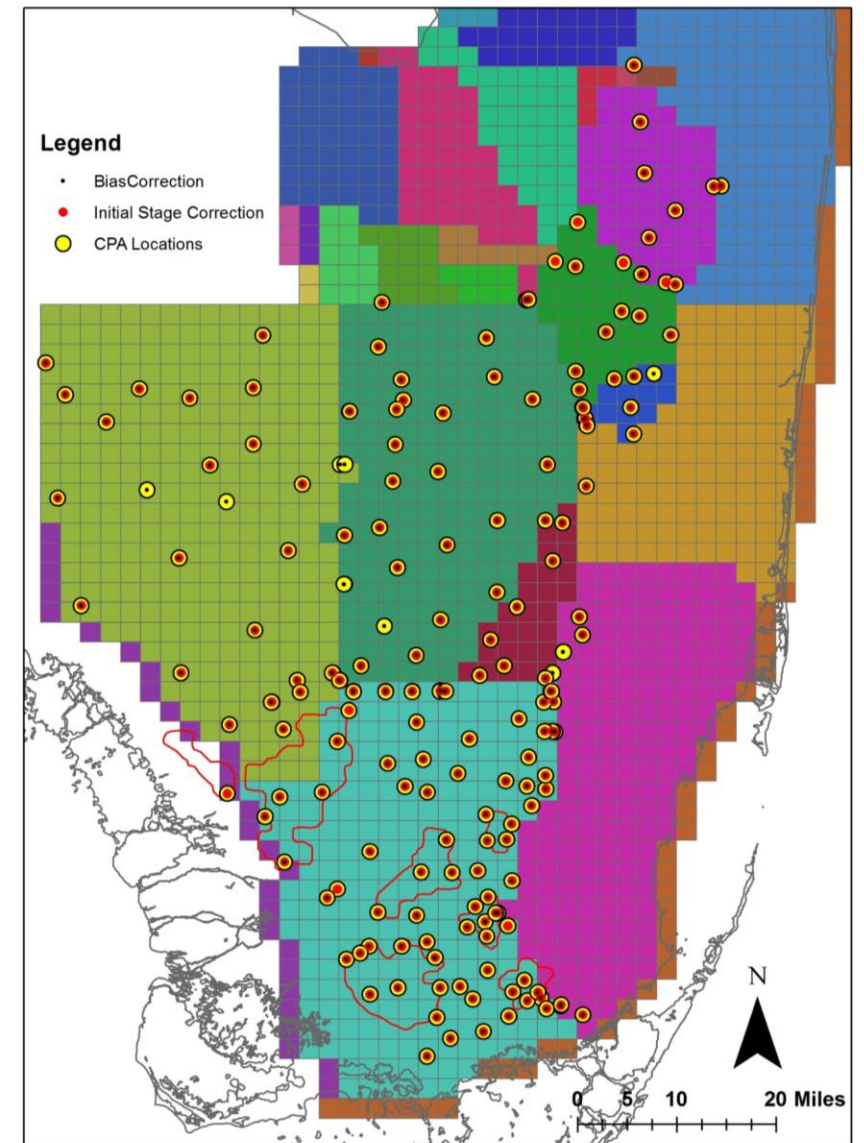 Legend
BiasCorrection
Initial Stage Correction
CPA Locations
N
0 5 10 20 Miles